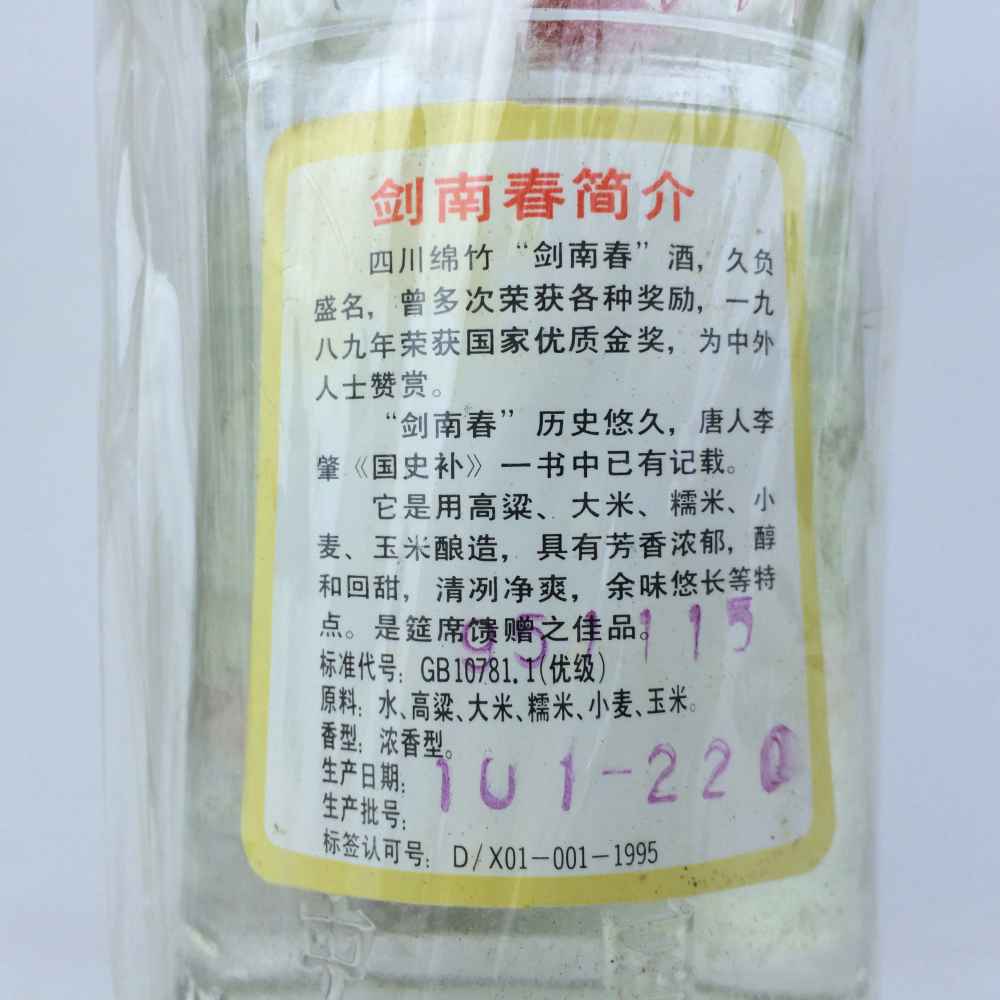 剑南春简介
四川绵竹“剑南春”酒，久负
盛名，曾多次荣获各种奖励，一九
八九年荣获国家优质金奖，为中外
人士赞赏。
“剑南春”历史悠久，唐人李
肇《国史补》一书中已有记载。
它是用高粱、大米、糯米、小
麦、玉米酿造，具有芳香浓郁，醇
和回甜，清冽净爽，余味悠长等特
点。是筵席馈赠之佳品。
951115
标准代号：GB10781.1(优级)
原料：水、高粱、大米、糯米、小麦、玉米。
香型：浓香型。
生产日期：
101-220
生产批号：
标签认可号：D/X01-001-1995